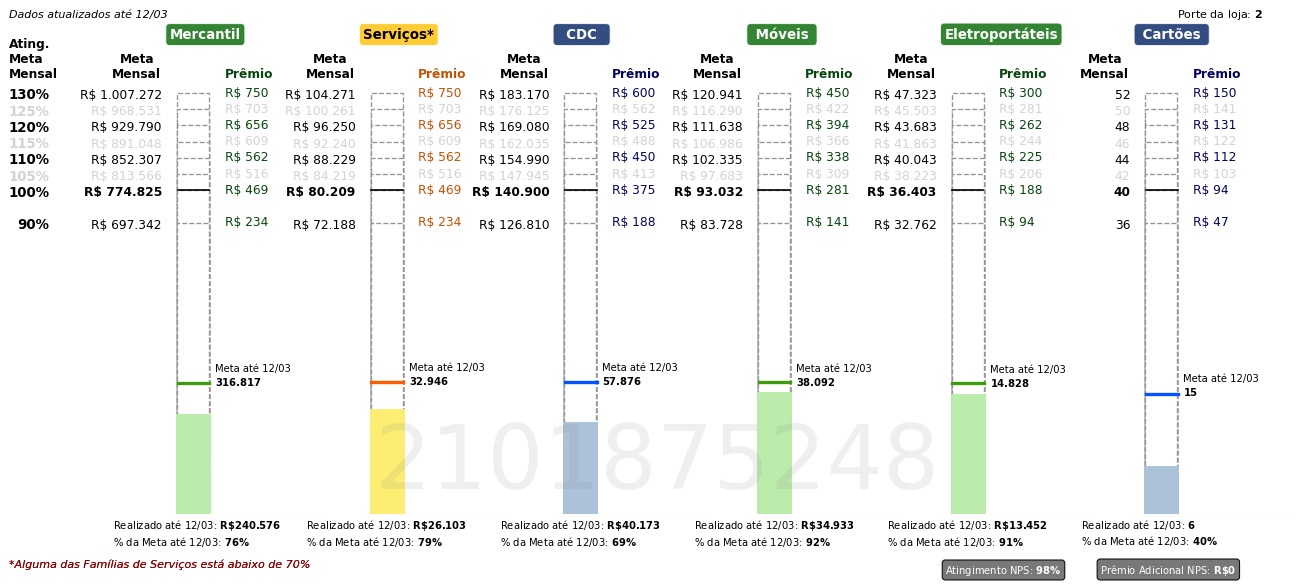 Dados atualizados até 12/03 Porte da loja: 2
Mercantil Serviços* CDC Móveis Eletroportáteis Cartões
Ating. Meta Mensal Meta Mensal Prêmio Meta Mensal Prêmio Meta Mensal Prêmio Meta Mensal Prêmio Meta Mensal Prêmio Meta Mensal Prêmio
130% R$ 1.007.272 R$ 750 R$ 104.271 R$ 750 R$ 183.170 R$ 600 R$ 120.941 R$ 450 R$ 47.323 R$ 300 52 R$ 150
125% R$ 968.531 R$ 703 R$ 100.261 R$ 703 R$ 176.125 R$ 562 R$ 116.290 R$ 422 R$ 45.503 R$ 281 50 R$ 141
120% R$ 929.790 R$ 656 R$ 96.250 R$ 656 R$ 169.080 R$ 525 R$ 111.638 R$ 394 R$ 43.683 R$ 262 48 R$ 131
115% R$ 891.048 R$ 609 R$ 92.240 R$ 609 R$ 162.035 R$ 488 R$ 106.986 R$ 366 R$ 41.863 R$ 244 46 R$ 122
110% R$ 852.307 R$ 562 R$ 88.229 R$ 562 R$ 154.990 R$ 450 R$ 102.335 R$ 338 R$ 40.043 R$ 225 44 R$ 112
105% R$ 813.566 R$ 516 R$ 84.219 R$ 516 R$ 147.945 R$ 413 R$ 97.683 R$ 309 R$ 38.223 R$ 206 42 R$ 103
100% R$ 774.825 R$ 469 R$ 80.209 R$ 469 R$ 140.900 R$ 375 R$ 93.032 R$ 281 R$ 36.403 R$ 188 40 R$ 94
90% R$ 697.342 R$ 234 R$ 72.188 R$ 234 R$ 126.810 R$ 188 R$ 83.728 R$ 141 R$ 32.762 R$ 94 36 R$ 47
Meta até 12/03 Meta até 12/03 Meta até 12/03 Meta até 12/03 Meta até 12/03 Meta até 12/03
316.817 32.946 57.876 38.092 14.828 15
2101875248
Realizado até 12/03: R$240.576 Realizado até 12/03: R$26.103 Realizado até 12/03: R$40.173 Realizado até 12/03: R$34.933 Realizado até 12/03: R$13.452 Realizado até 12/03: 6
% da Meta até 12/03: 76% % da Meta até 12/03: 79% % da Meta até 12/03: 69% % da Meta até 12/03: 92% % da Meta até 12/03: 91% % da Meta até 12/03: 40%
*Alguma das Famílias de Serviços está abaixo de 70% Atingimento NPS: 98% Prêmio Adicional NPS: R$0